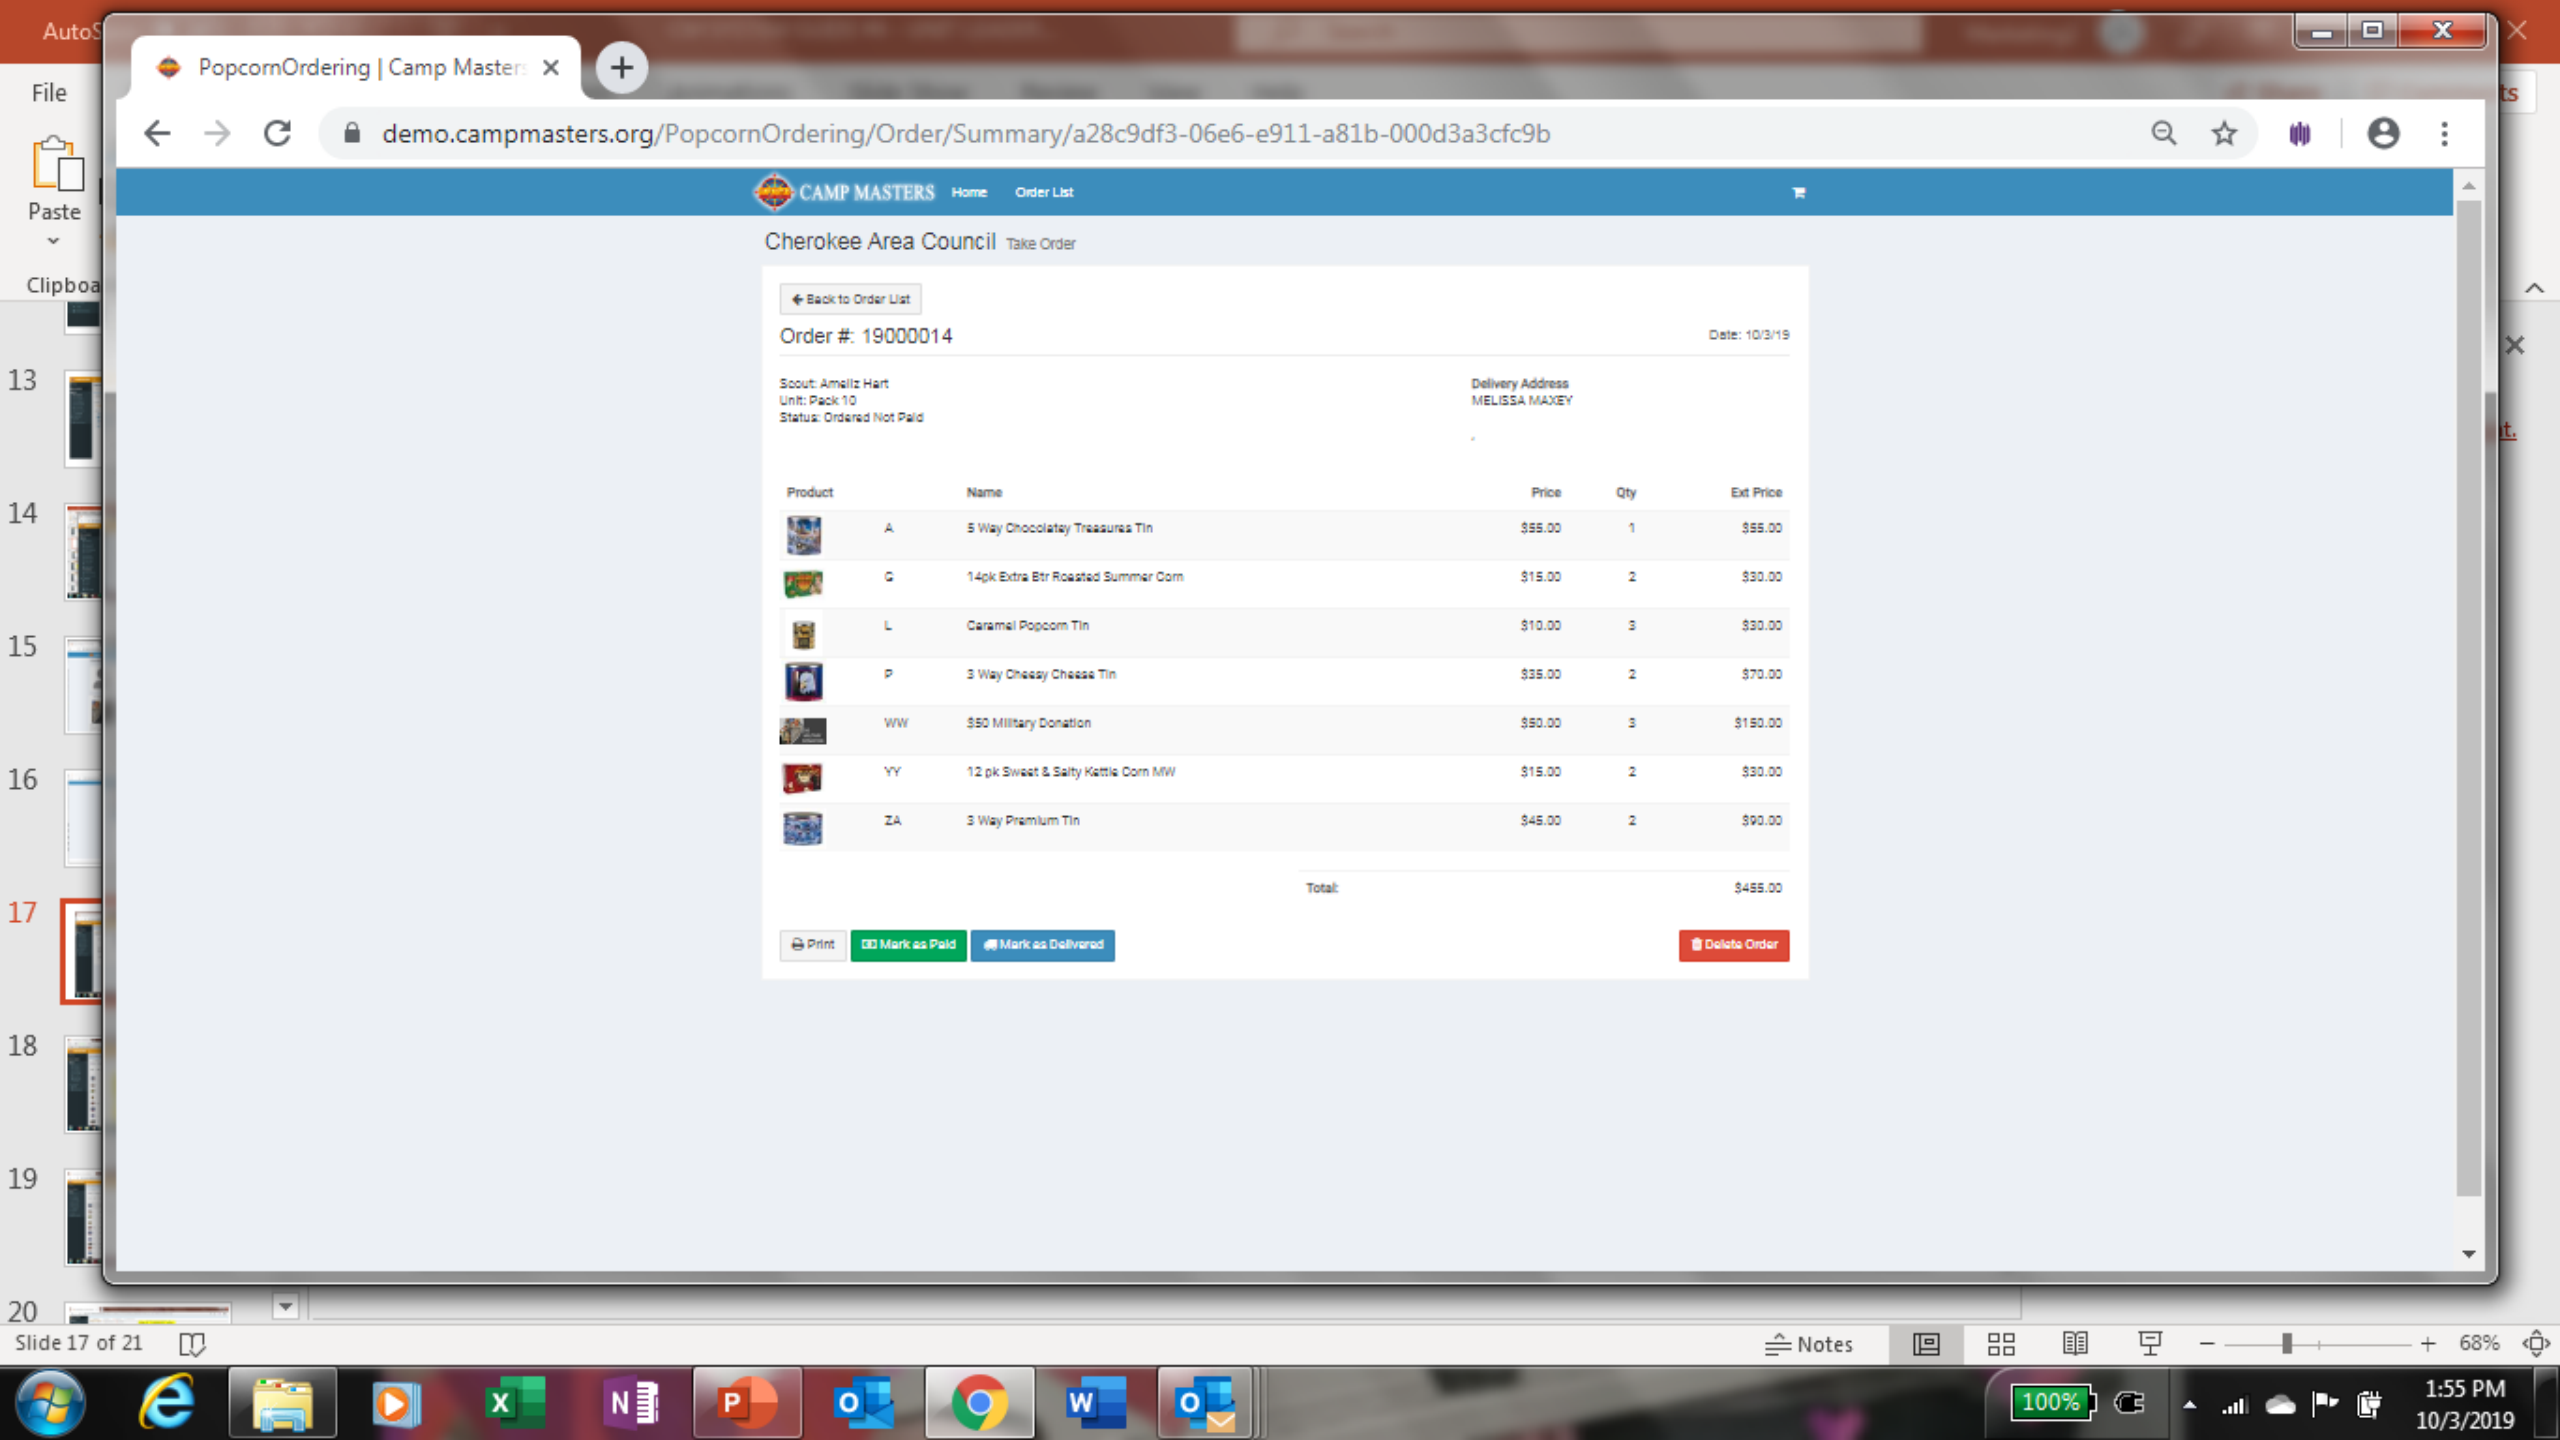 AutoS
File
Paste
Clipboa
13
14
15
16
17
18
19
20
PopcornOrdering | Camp Masters
demo.campmasters.org/PopcornOrdering/Order/Summary/a28c9df3-06e6-e911-a81b-000d3a3cfc9b
CAMP MASTERS Home Order List
Cherokee Area Council Take Order
Back to Order List
Order #: 19000014 Date: 10/3/19
Scout: Ameliz Hart
Unit: Pack 10
Status: Ordered Not Paid
Delivery Address
MELISSA MAXEY
,
Product Name Price Qty Ext Price
A 5 Way Chocolatey Treasures Tin $55.00 1 $55.00
G 14pk Extra Btr Roasted Summer Corn $15.00 2 $30.00
L Caramel Popcorn Tin $10.00 3 $30.00
P 3 Way Cheesy Cheese Tin $35.00 2 $70.00
WW $50 Military Donation $50.00 3 $150.00
YY 12 pk Sweet & Salty Kettle Corn MW $15.00 2 $30.00
ZA 3 Way Premium Tin $45.00 2 $90.00
Total: $455.00
Print Mark as Paid Mark as Delivered Delete Order
ts
t.
Slide 17 of 21 Notes 68%
100% 1:55 PM
10/3/2019